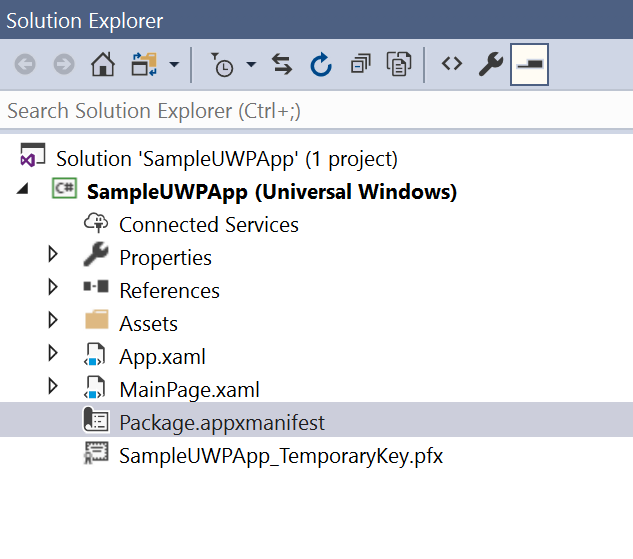 Solution Explorer
Search Solution Explorer (Ctrl+;)
Solution 'SampleUWPApp' (1 project)
C# SampleUWPApp (Universal Windows)
Connected Services
Properties
References
Assets
App.xaml
MainPage.xaml
Package.appxmanifest
SampleUWPApp_TemporaryKey.pfx